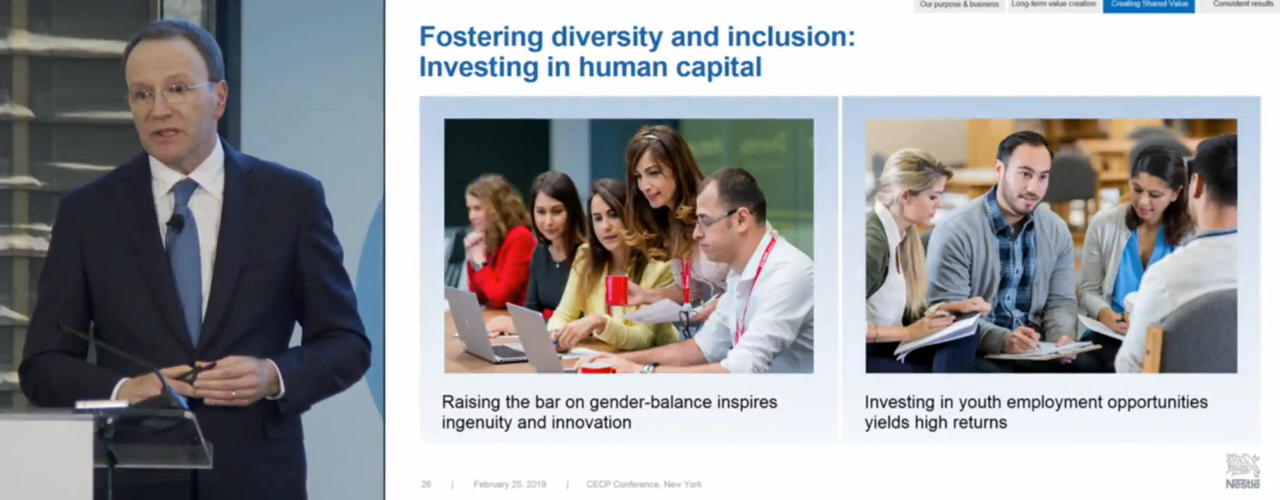 Our purpose & business
Long-term value creation
Creating Shared Value
Consistent results
Fostering diversity and inclusion:
Investing in human capital
Raising the bar on gender-balance inspires
ingenuity and innovation
Investing in youth employment opportunities
yields high returns
26 | February 25, 2019 | CECP Conference, New York
Nestlé